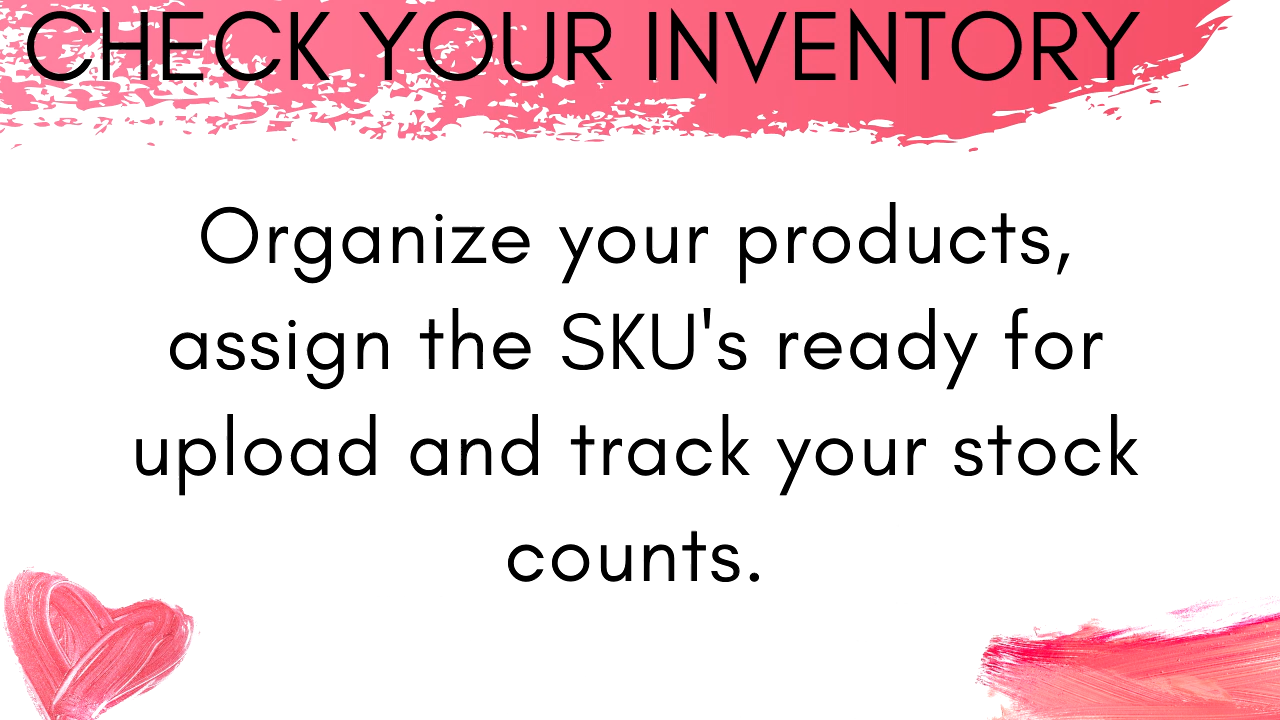 CHECK YOUR INVENTORY
Organize your products,
assign the SKU's ready for
upload and track your stock
counts.